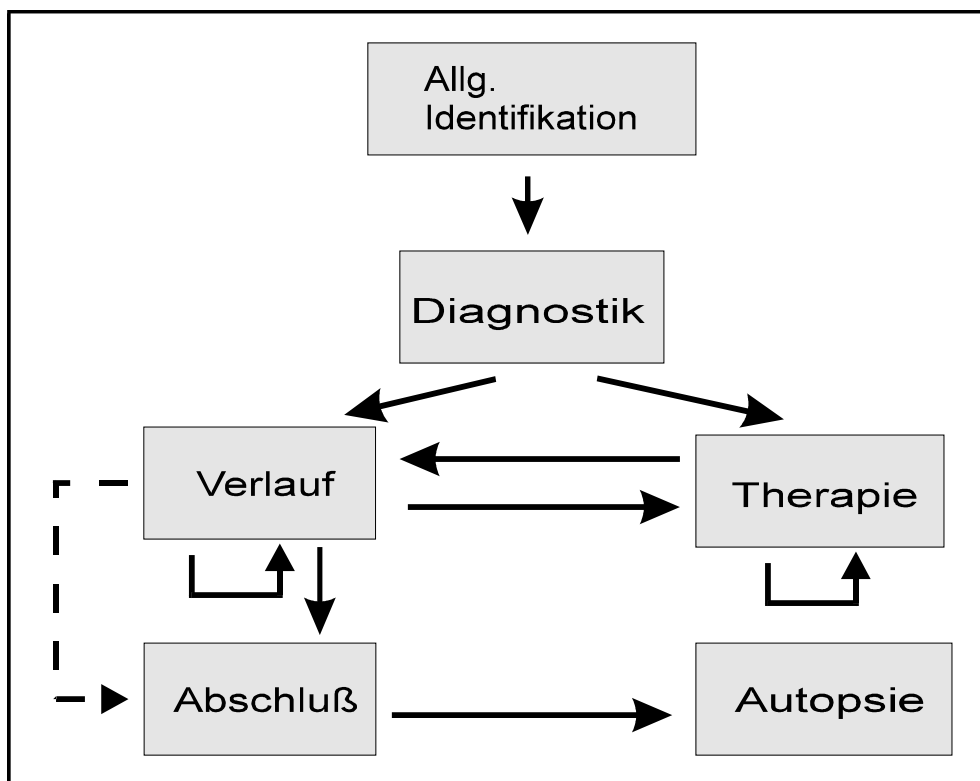 Allg.
Identifikation
Diagnostik
Verlauf
Therapie
Abschluß
Autopsie